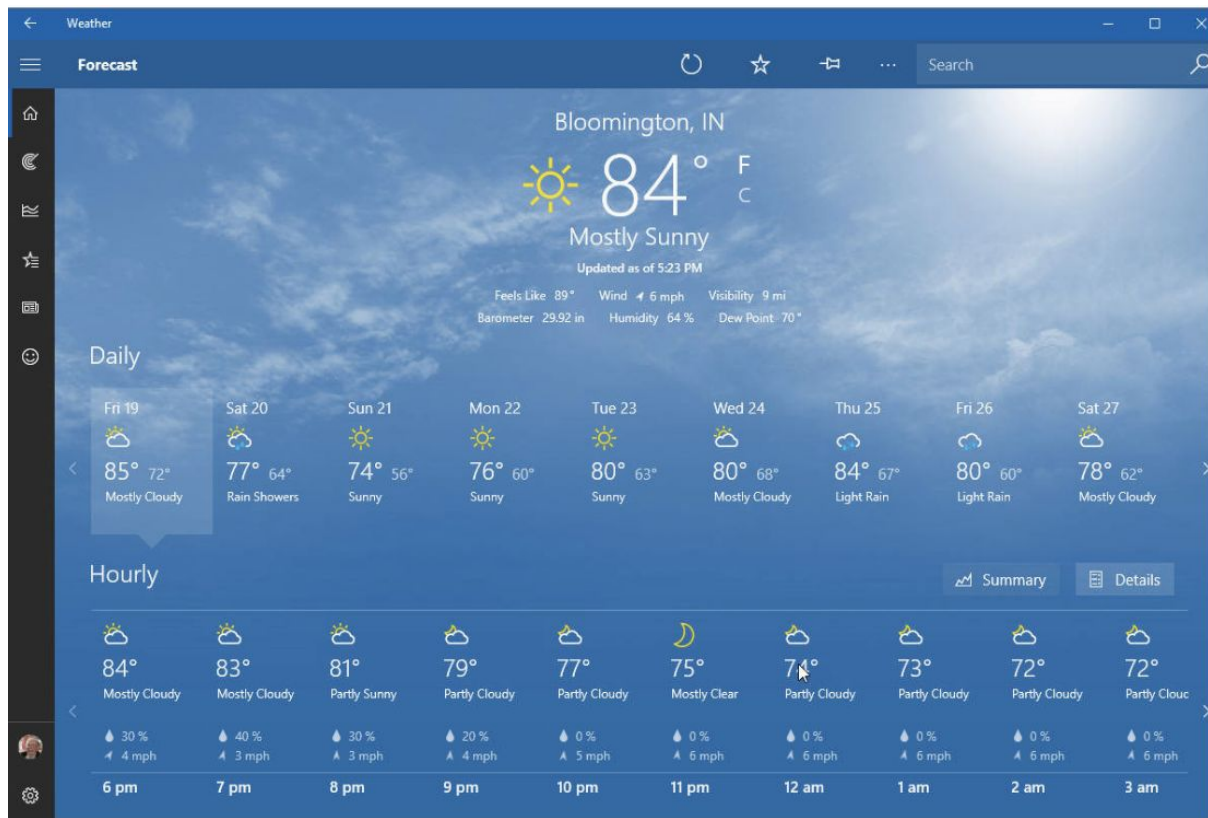 Weather
Forecast
Search
Bloomington, IN
84° F
C
Mostly Sunny
Updated as of 5:23 PM
Feels Like 89° Wind 6 mph Visibility 9 mi
Barometer 29.92 in Humidity 64 % Dew Point 70°
Daily
Fri 19 Sat 20 Sun 21 Mon 22 Tue 23 Wed 24 Thu 25 Fri 26 Sat 27
85° 72° 77° 64° 74° 56° 76° 60° 80° 63° 80° 68° 84° 67° 80° 60° 78° 62°
Mostly Cloudy Rain Showers Sunny Sunny Sunny Mostly Cloudy Light Rain Light Rain Mostly Cloudy
Hourly
Summary Details
84° 83° 81° 79° 77° 75° 74° 73° 72° 72°
Mostly Cloudy Mostly Cloudy Partly Sunny Partly Cloudy Partly Cloudy Mostly Clear Partly Cloudy Partly Cloudy Partly Cloudy Partly Clouc
30 % 40 % 30 % 20 % 0 % 0 % 0 % 0 % 0 % 0 %
4 mph 3 mph 3 mph 4 mph 5 mph 6 mph 6 mph 6 mph 6 mph 6 mph
6 pm 7 pm 8 pm 9 pm 10 pm 11 pm 12 am 1 am 2 am 3 am